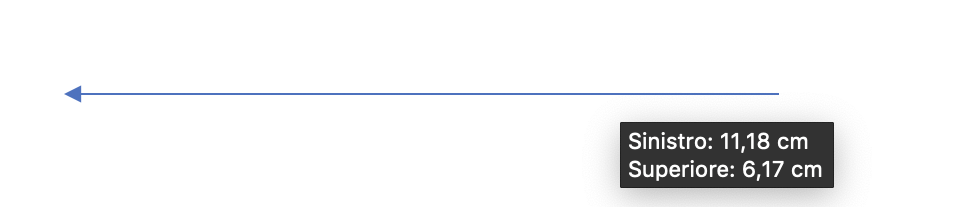 Sinistro: 11,18 cm
Superiore: 6,17 cm